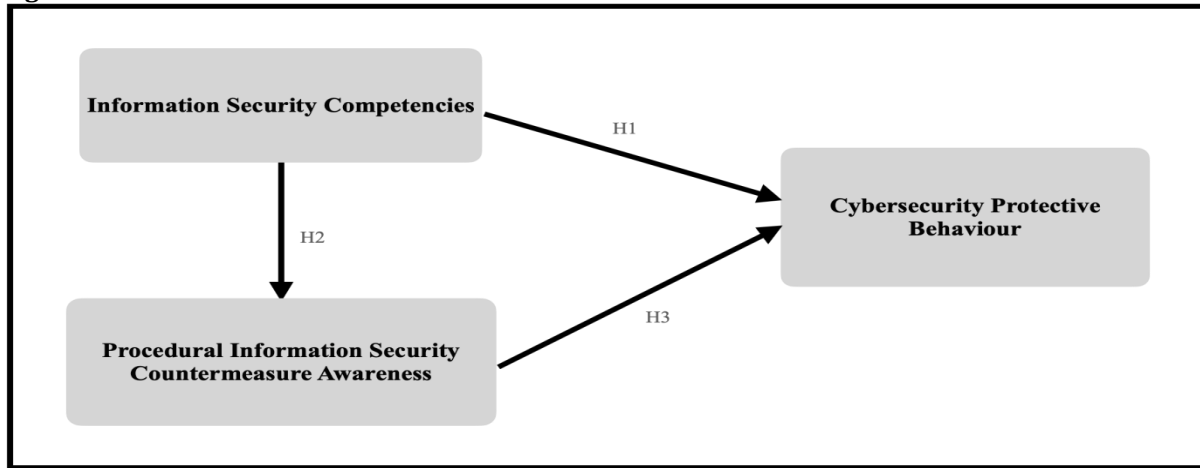 Information Security Competencies
H1
Cybersecurity Protective
Behaviour
H2
H3
Procedural Information Security
Countermeasure Awareness